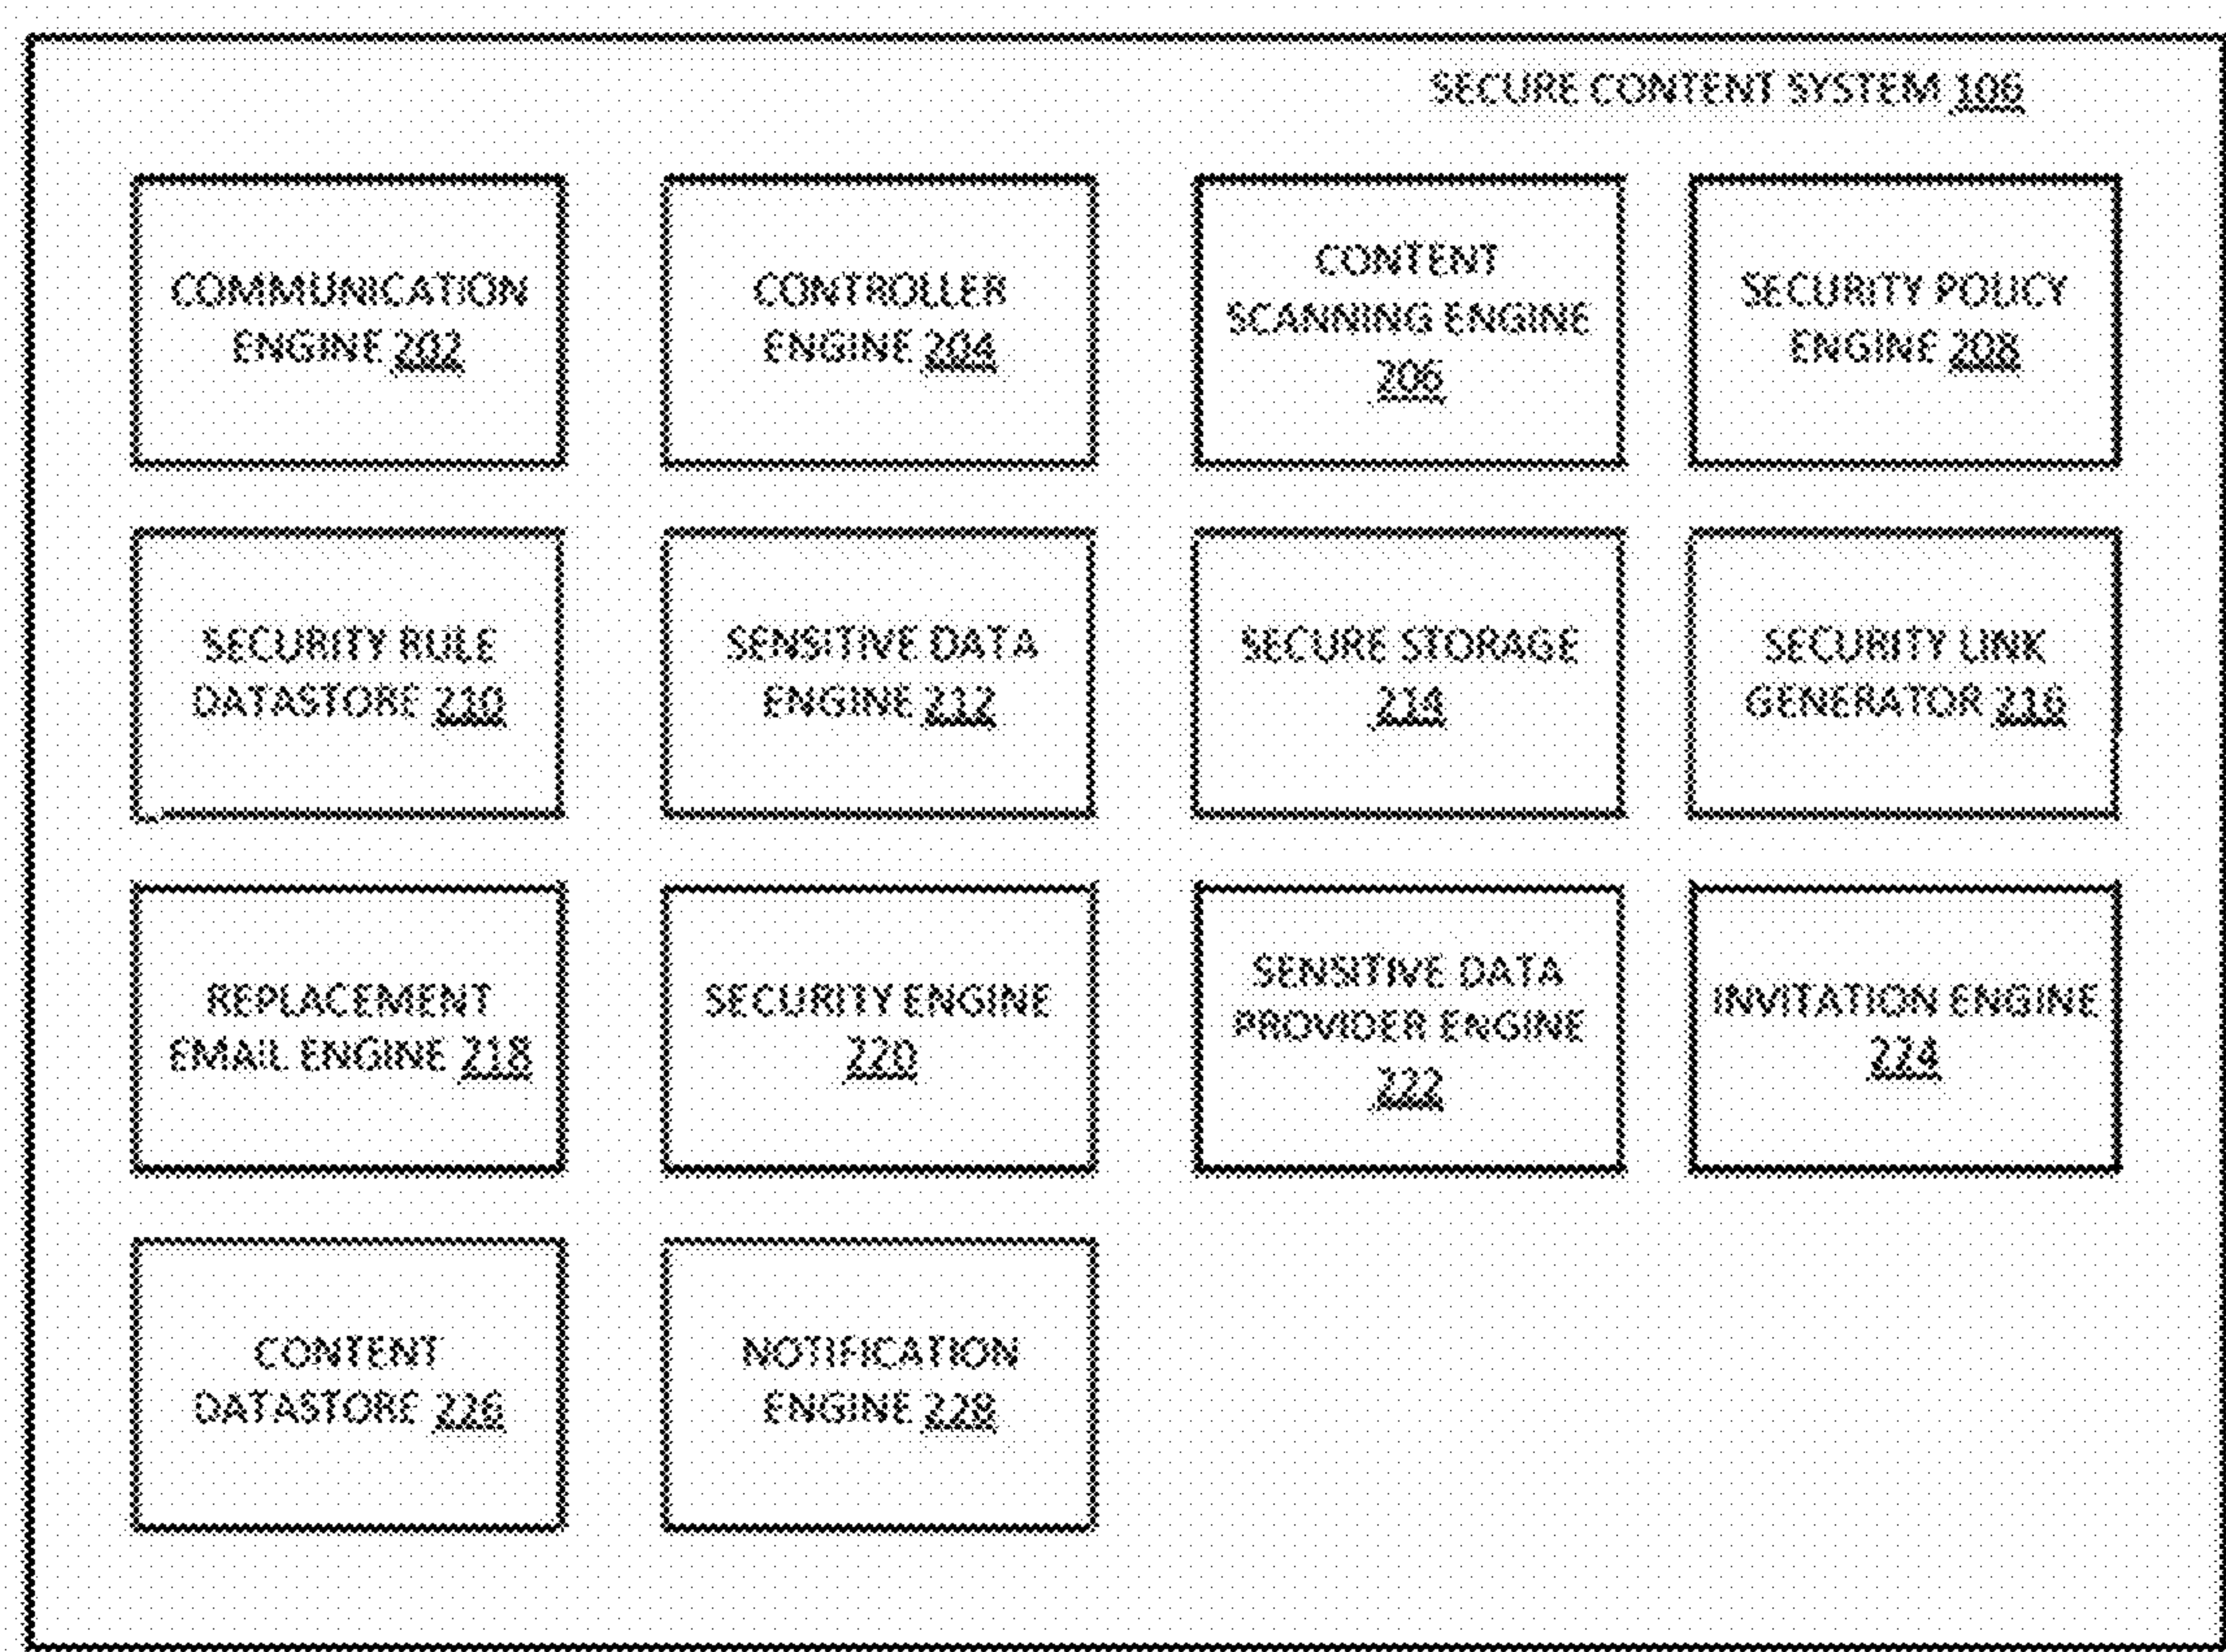 SECURE CONTENT SYSTEM 106
COMMUNICATION
ENGINE 202
CONTROLLER
ENGINE 204
CONTENT
SCANNING ENGINE
206
SECURITY POLICY
ENGINE 208
SECURITY RULE
DATASTORE 210
SENSITIVE DATA
ENGINE 212
SECURE STORAGE
214
SECURITY LINK
GENERATOR 216
REPLACEMENT
EMAIL ENGINE 218
SECURITY ENGINE
220
SENSITIVE DATA
PROVIDER ENGINE
222
INVITATION ENGINE
224
CONTENT
DATASTORE 226
NOTIFICATION
ENGINE 228